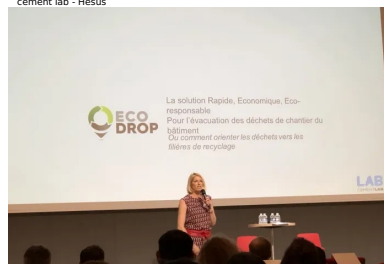 cement lab - Hesus
La solution Rapide, Economique, Eco-
responsable
Pour l'évacuation des déchets de chantier du
bâtiment
Ou comment orienter les déchets vers les
filières de recyclage
ECO
DROP
LAB